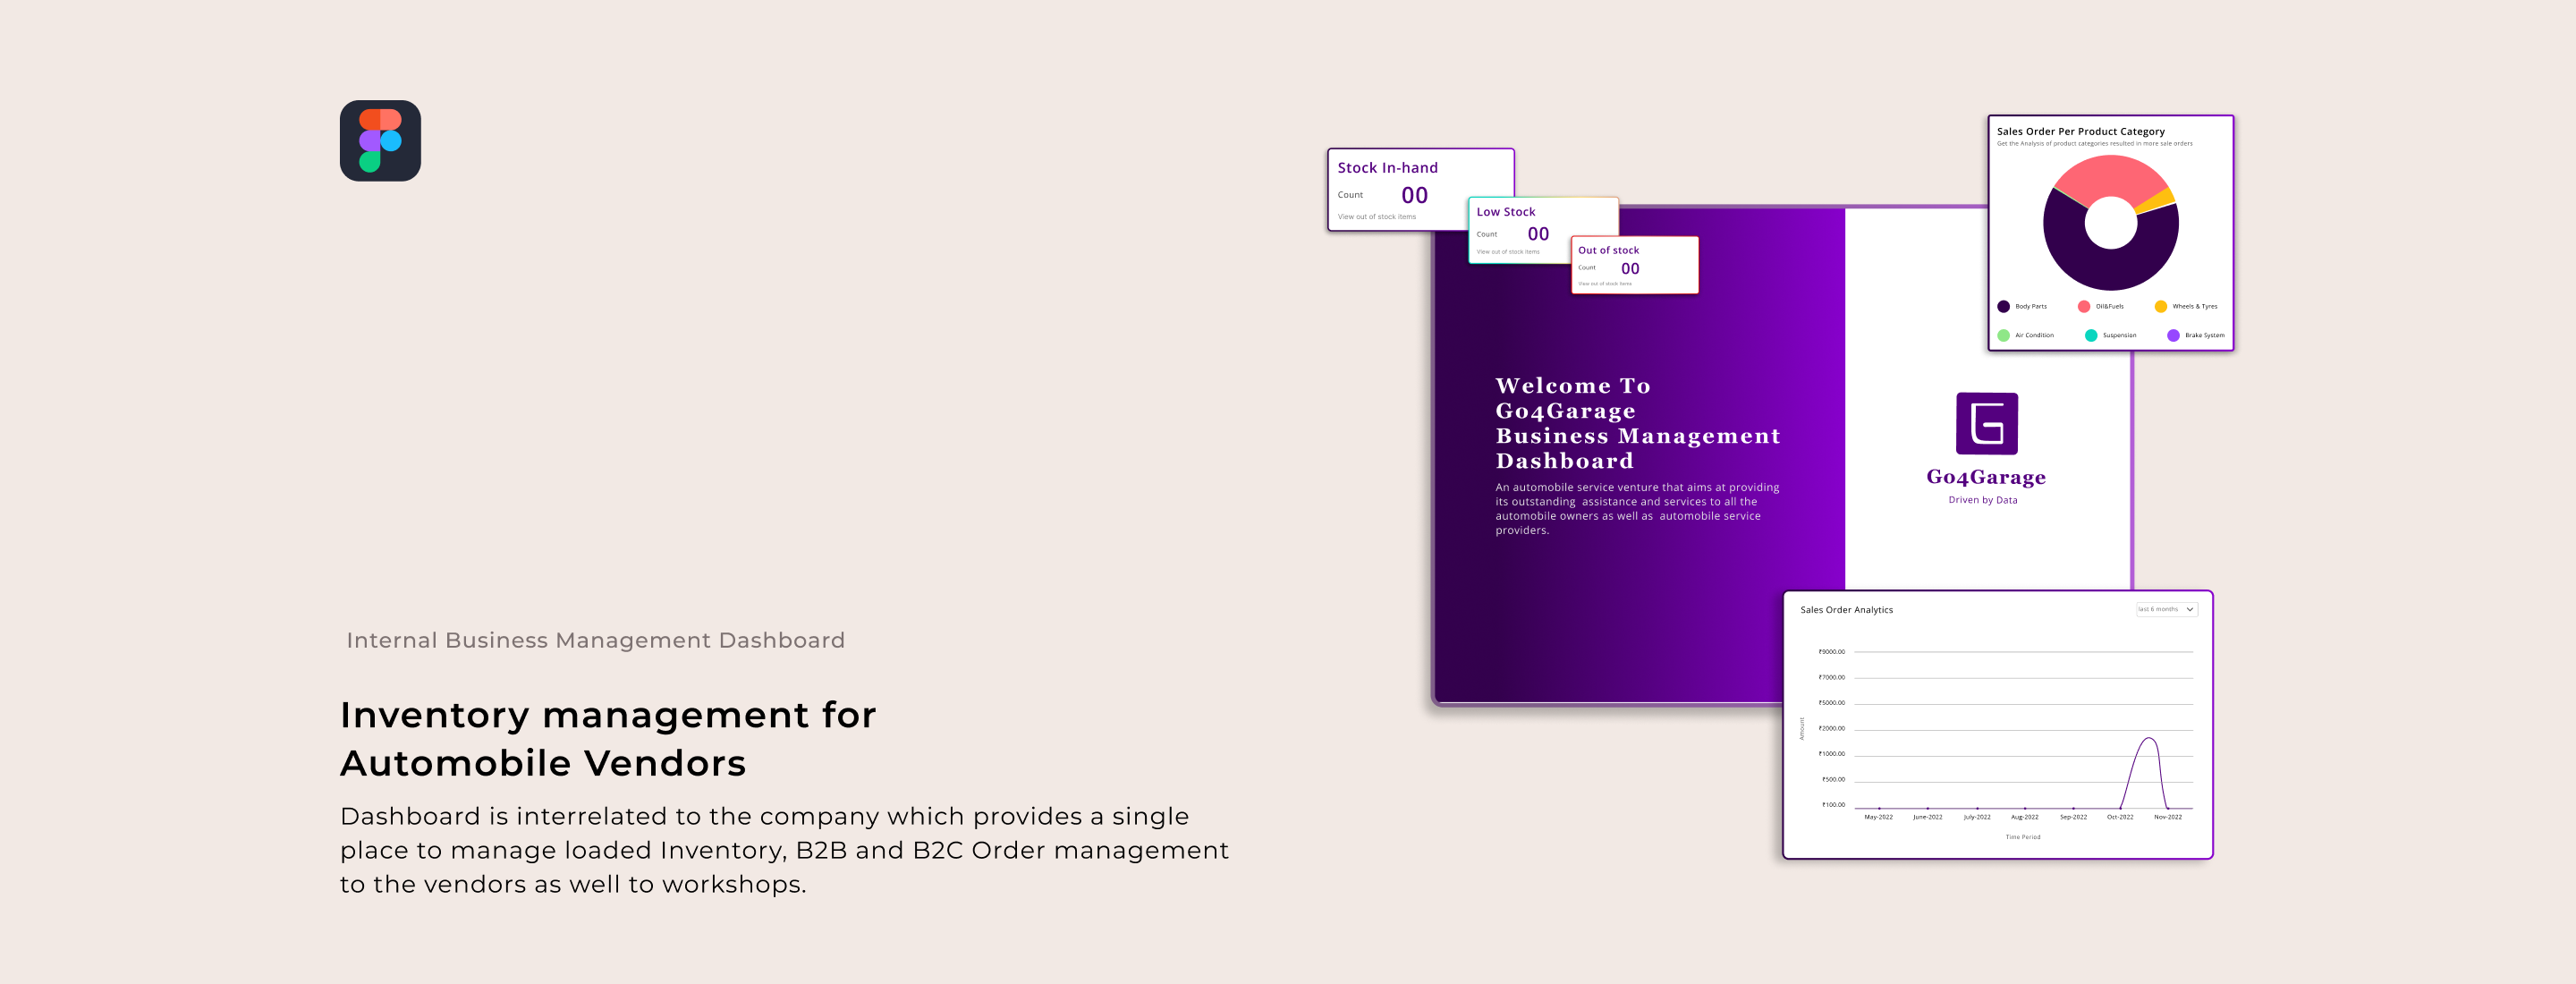 Internal Business Management Dashboard
Inventory management for
Automobile Vendors
Dashboard is interrelated to the company which provides a single
place to manage loaded Inventory, B2B and B2C Order management
to the vendors as well to workshops.
Stock In-hand
Count 00
View out of stock items
Low Stock
Count 00
View out of stock items
Out of stock
Count 00
View out of stock items
Welcome To
Go4Garage
Business Management
Dashboard
An automobile service venture that aims at providing
its outstanding assistance and services to all the
automobile owners as well as automobile service
providers.
Sales Order Per Product Category
Get the Analysis of product categories resulted in more sale orders
Body Parts Oil&Fuels Wheels & Tyres
Air Condition Suspension Brake System
G
Go4Garage
Driven by Data
Sales Order Analytics
last 6 months
Amount
₹9000.00
₹7000.00
₹5000.00
₹2000.00
₹1000.00
₹500.00
₹100.00
May-2022 June-2022 July-2022 Aug-2022 Sep-2022 Oct-2022 Nov-2022
Time Period